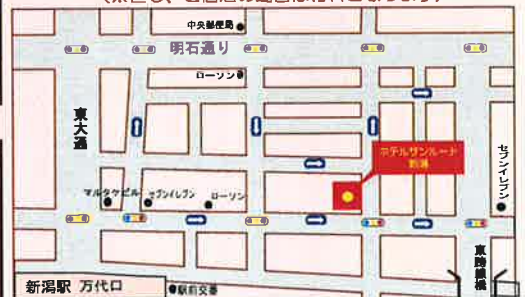 中央郵便局
明石通り
ローソン
東大通
ホテルサンルート
新潟
セブンイレブン
マルタケビル
セブンイレブン
ローソン
東跨線橋
新潟駅 万代口
駅前交番